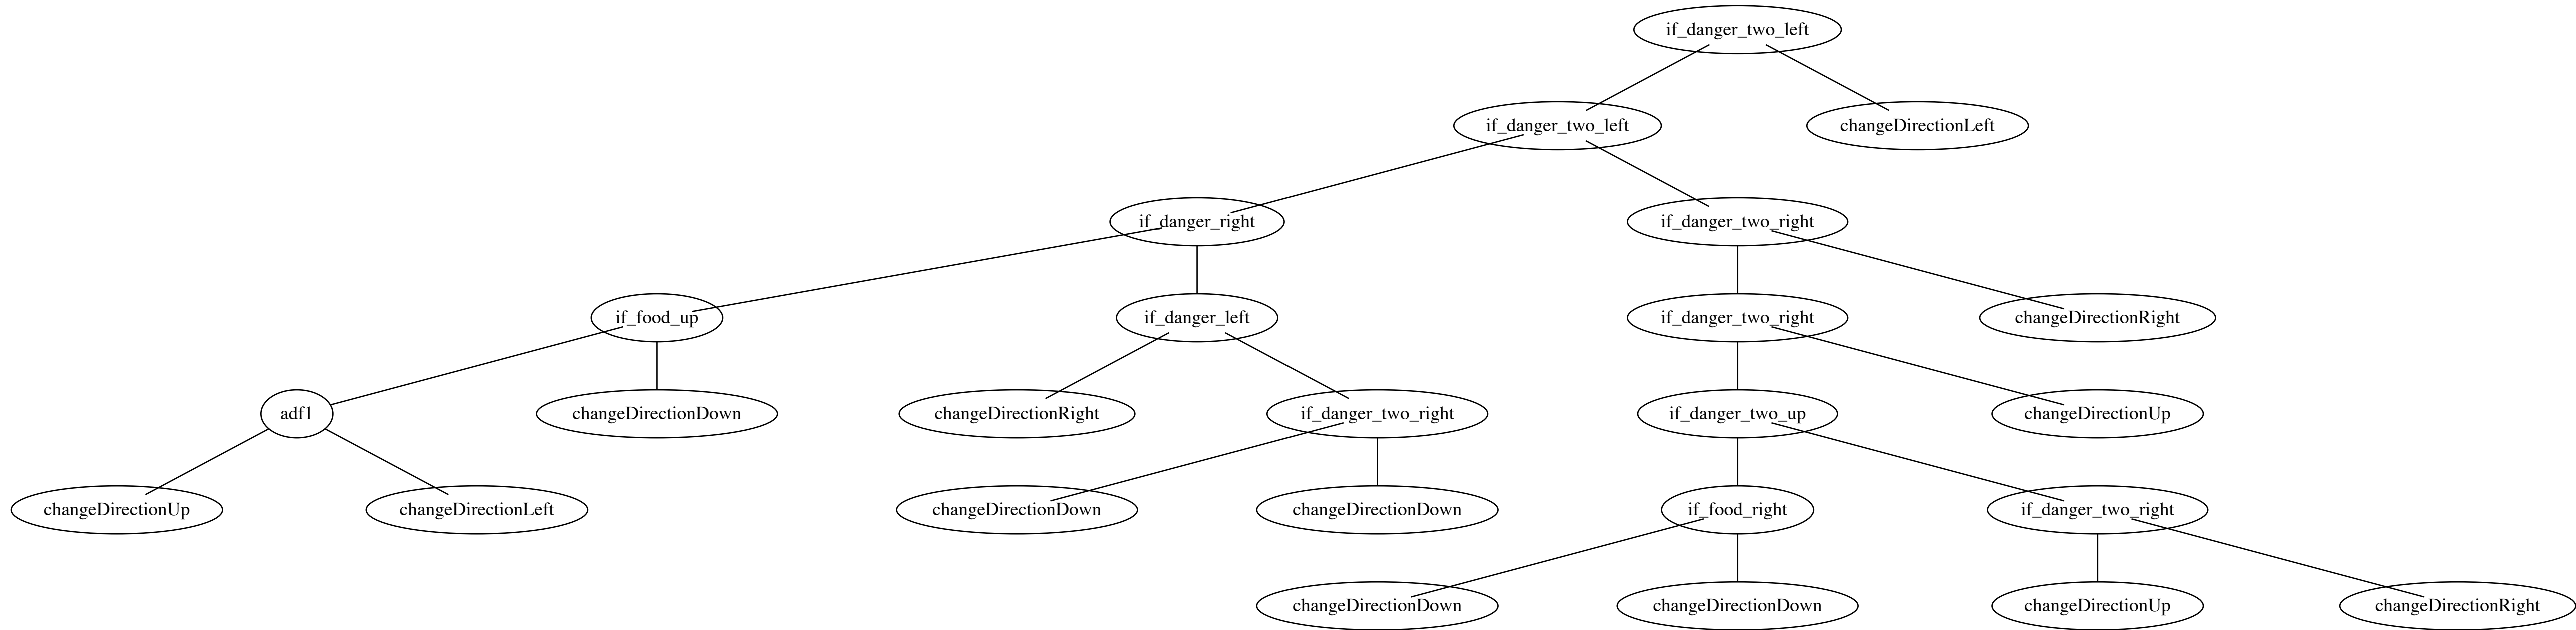 if_danger_two_left
if_danger_two_left
changeDirectionLeft
if_danger_right
if_danger_two_right
if_food_up
if_danger_left
if_danger_two_right
changeDirectionRight
adf1
changeDirectionDown
changeDirectionRight
if_danger_two_right
if_danger_two_up
changeDirectionUp
changeDirectionUp
changeDirectionLeft
changeDirectionDown
changeDirectionDown
if_food_right
if_danger_two_right
changeDirectionDown
changeDirectionDown
changeDirectionUp
changeDirectionRight